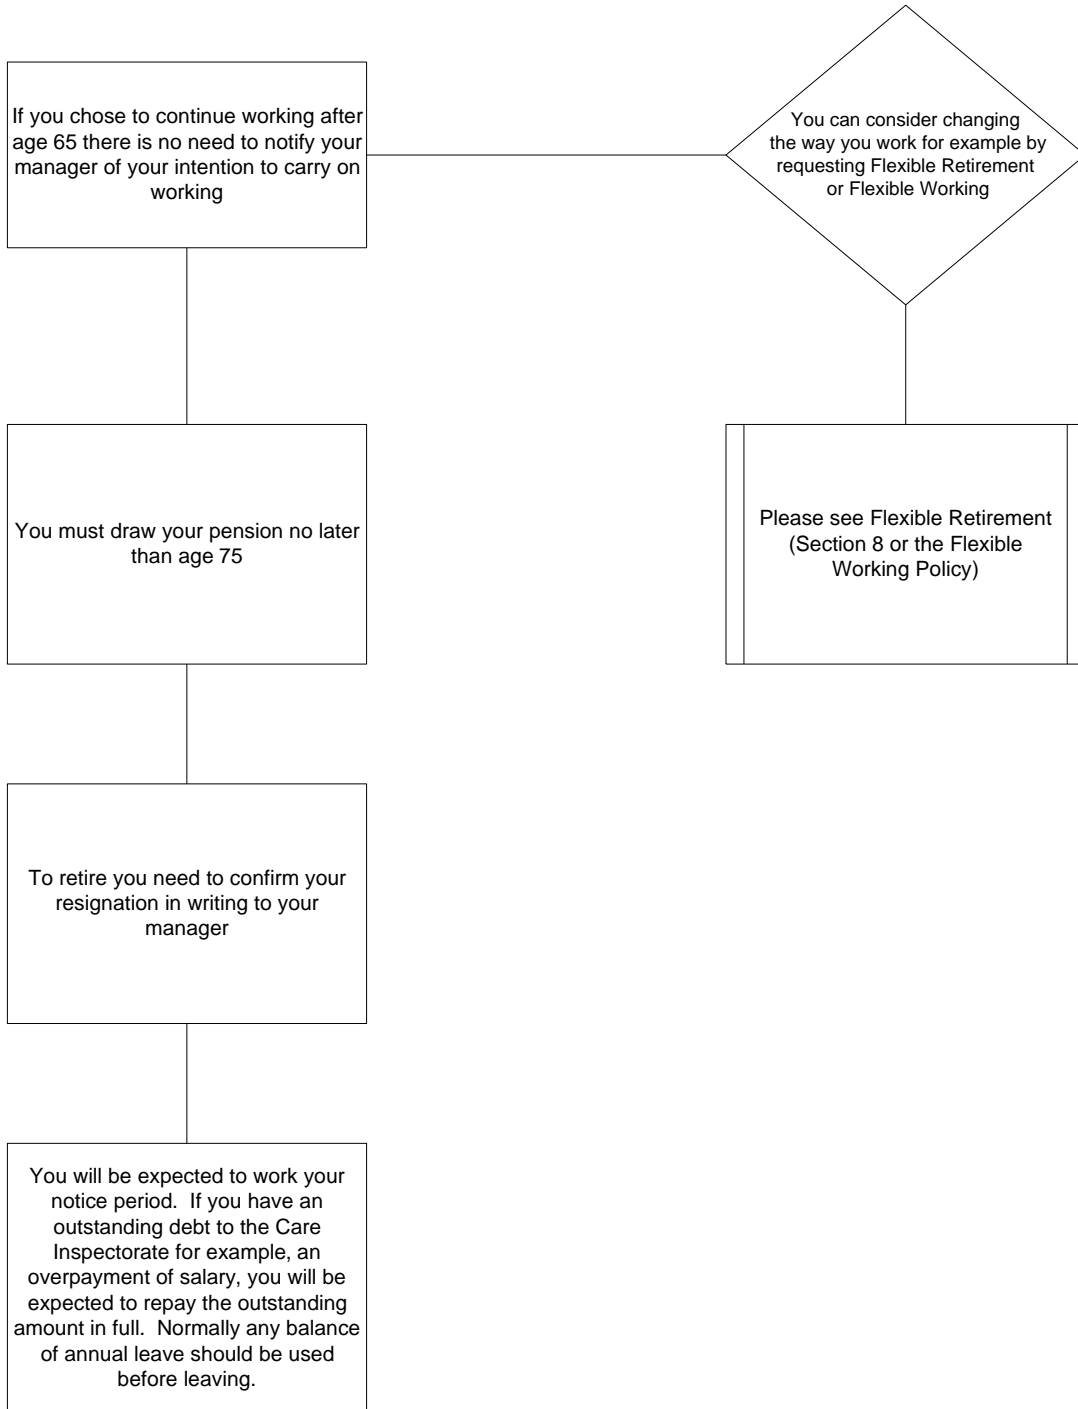 If you chose to continue working after
age 65 there is no need to notify your
manager of your intention to carry on
working
You can consider changing
the way you work for example by
requesting Flexible Retirement
or Flexible Working
You must draw your pension no later
than age 75
Please see Flexible Retirement
(Section 8 or the Flexible
Working Policy)
To retire you need to confirm your
resignation in writing to your
manager
You will be expected to work your
notice period.  If you have an
outstanding debt to the Care
Inspectorate for example, an
overpayment of salary, you will be
expected to repay the outstanding
amount in full.  Normally any balance
of annual leave should be used
before leaving.